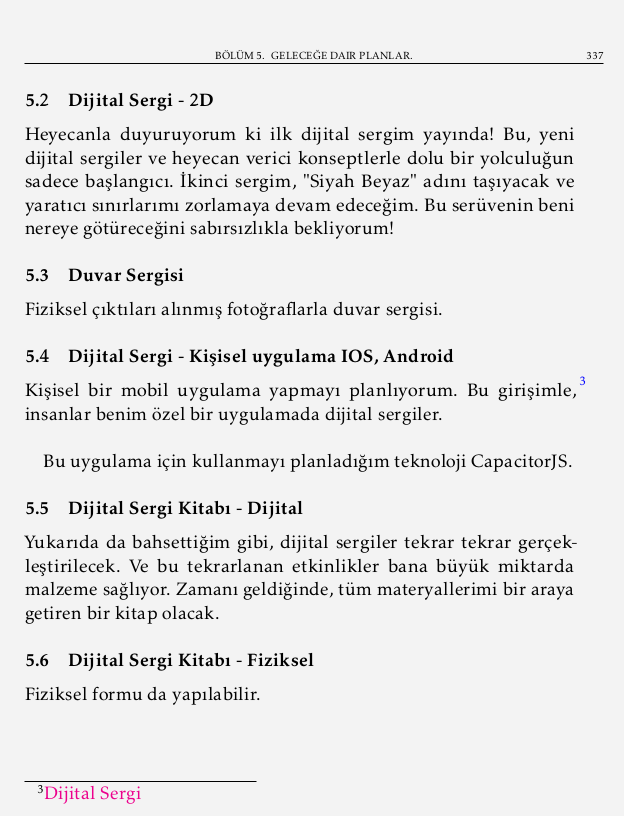 BÖLÜM 5. GELECEĞE DAIR PLANLAR. 337
5.2 Dijital Sergi - 2D
Heyecanla duyuruyorum ki ilk dijital sergim yayında! Bu, yeni
dijital sergiler ve heyecan verici konseptlerle dolu bir yolculuğun
sadece başlangıcı. İkinci sergim, "Siyah Beyaz" adını taşıyacak ve
yaratıcı sınırlarımı zorlamaya devam edeceğim. Bu serüvenin beni
nereye götüreceğini sabırsızlıkla bekliyorum!
5.3 Duvar Sergisi
Fiziksel çıktıları alınmış fotoğraflarla duvar sergisi.
5.4 Dijital Sergi - Kişisel uygulama IOS, Android
Kişisel bir mobil uygulama yapmayı planlıyorum. Bu girişimle, 3
insanlar benim özel bir uygulamada dijital sergiler.
Bu uygulama için kullanmayı planladığım teknoloji CapacitorJS.
5.5 Dijital Sergi Kitabı - Dijital
Yukarıda da bahsettiğim gibi, dijital sergiler tekrar tekrar gerçek-
leştirilecek. Ve bu tekrarlanan etkinlikler bana büyük miktarda
malzeme sağlıyor. Zamanı geldiğinde, tüm materyallerimi bir araya
getiren bir kitap olacak.
5.6 Dijital Sergi Kitabı - Fiziksel
Fiziksel formu da yapılabilir.
3Dijital Sergi